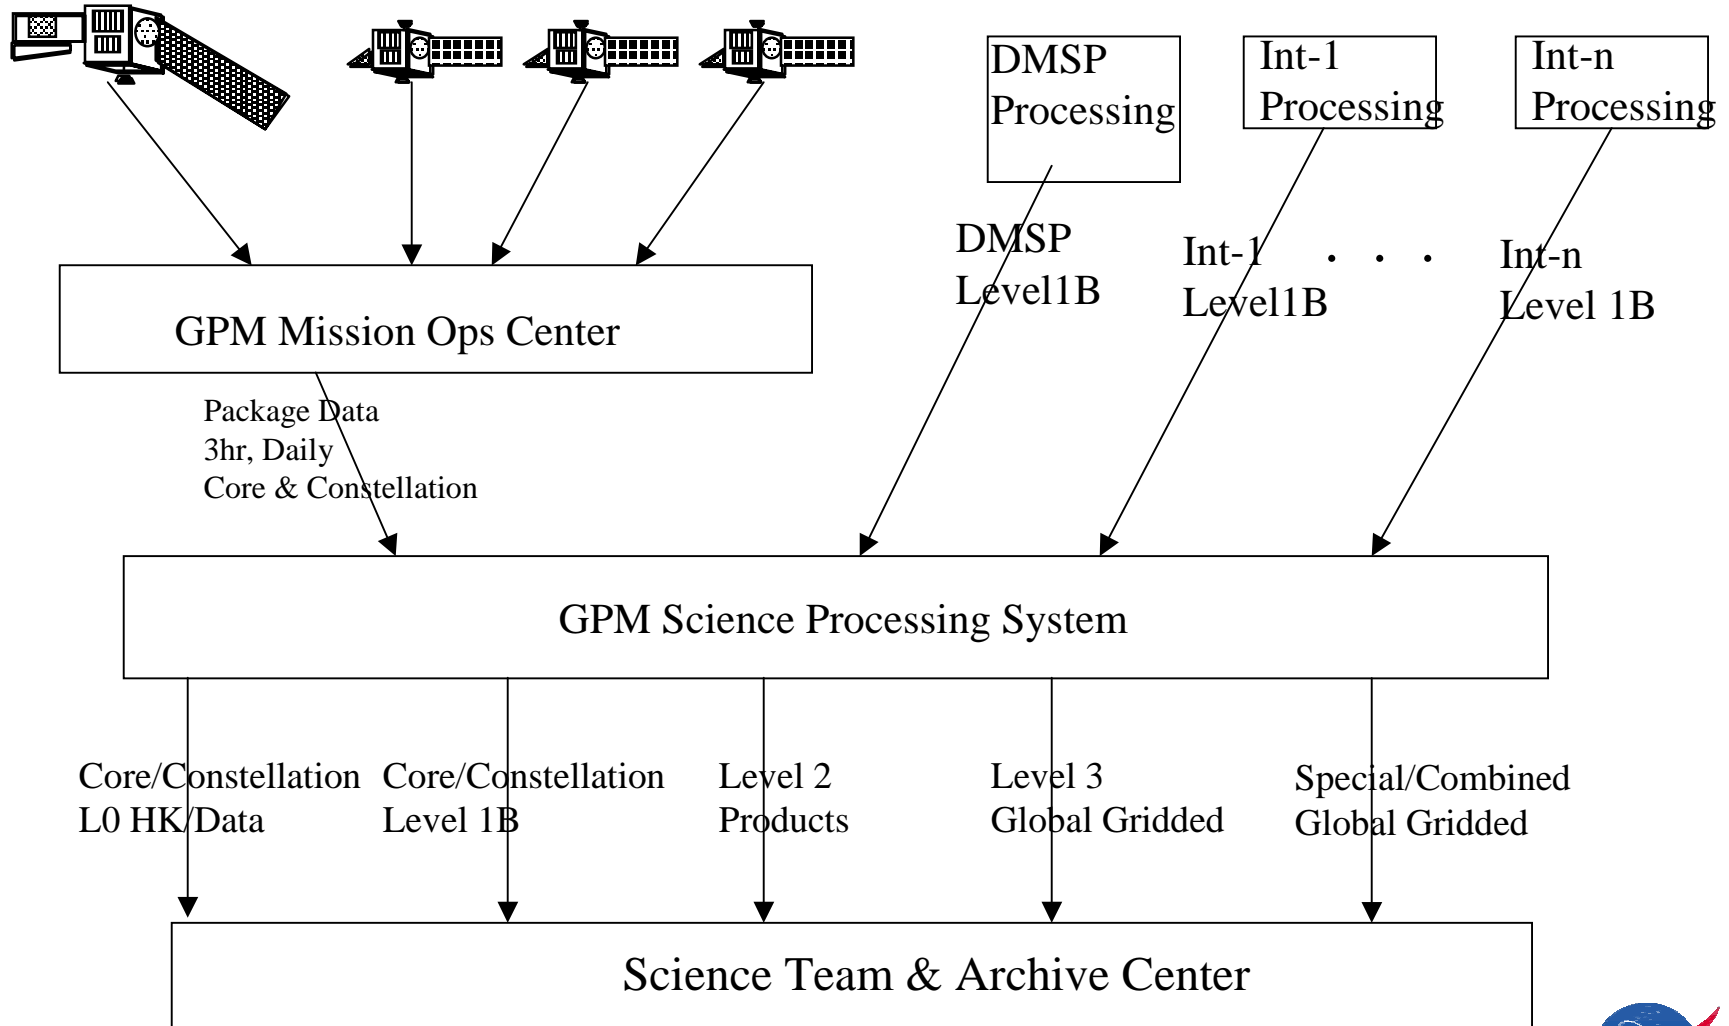 DMSP
Processing
Int-1
Processing
Int-n
Processing
DMSP
Level1B
Int-1
Level1B
. . .
Int-n
Level 1B
GPM Mission Ops Center
Package Data
3hr, Daily
Core & Constellation
GPM Science Processing System
Core/Constellation
L0 HK/Data
Core/Constellation
Level 1B
Level 2
Products
Level 3
Global Gridded
Special/Combined
Global Gridded
Science Team & Archive Center